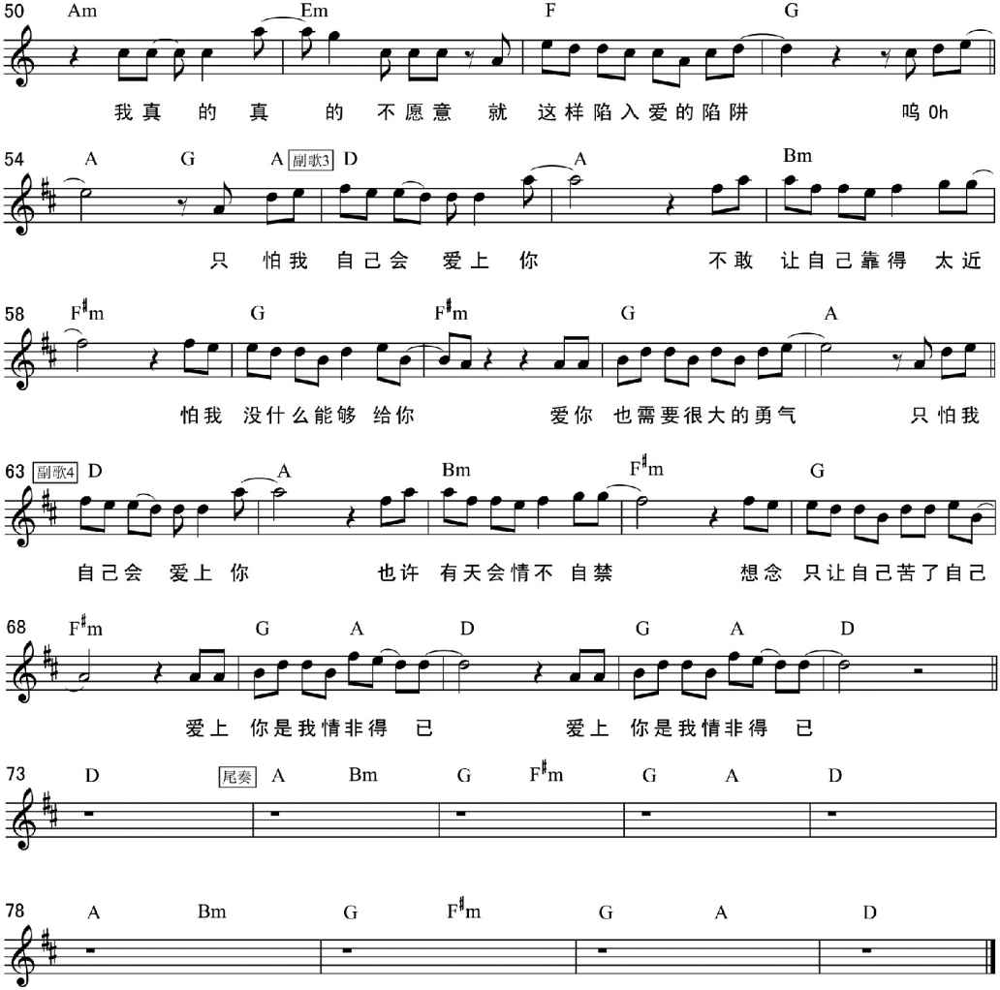 50 Am Em F G
我真的真的不愿意就这样陷入爱的陷阱 呜Oh
54 A G A 副歌3 D A Bm
只怕我自己会爱上你 不敢让自己靠得太近
58 F#m G F#m G A
怕我没什么能够给你 爱你也需要很大的勇气 只怕我
63 副歌4 D A Bm F#m G
自己会爱上你 也许有天会情不自禁 想念只让自己苦了自己
68 F#m G A D G A D
爱上你是我情非得已 爱上你是我情非得已
73 D 尾奏 A Bm G F#m G A D
78 A Bm G F#m G A D